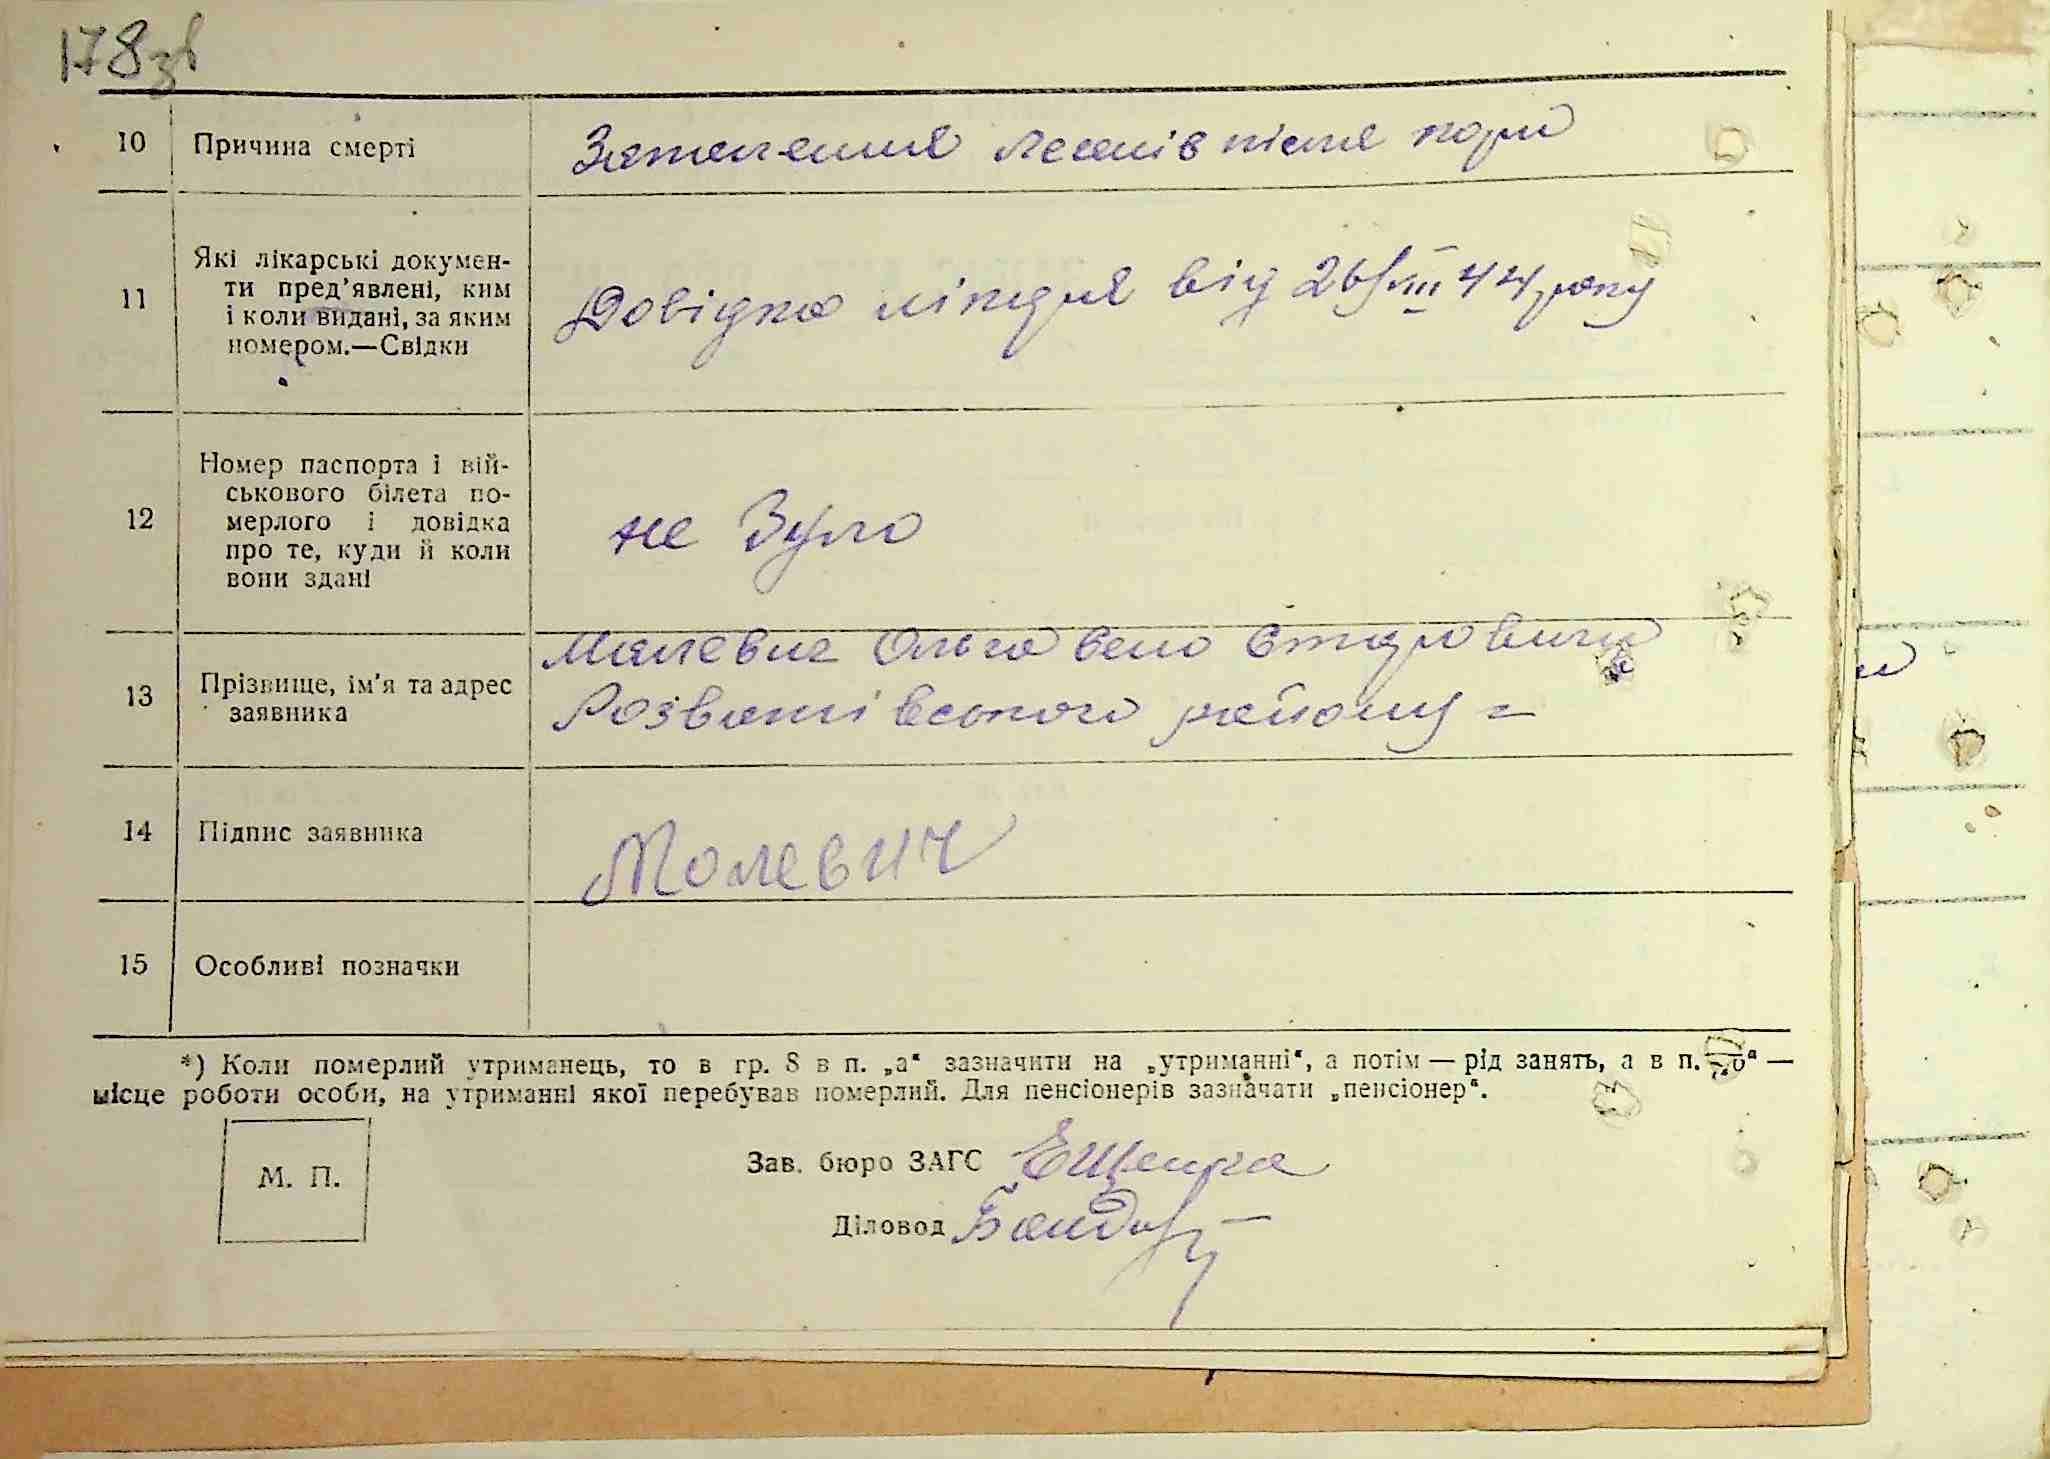 178зв
10 Причина смерті Запалення легенів після кори
11 Які лікарські докумен-
ти пред'явлені, ким
і коли видані, за яким
номером.—Свідки
Довідка лікаря від 26/VIII 44 року
12 Номер паспорта і вій-
ськового білета по-
мерлого і довідка
про те, куди й коли
вони здані
не було
13 Прізвище, ім'я та адрес
заявника
Малевич Ольга село
Розважівського району
14 Підпис заявника Малевич
15 Особливі позначки
*) Коли померлий утриманець, то в гр. 8 в п. „а“ зазначити на „утриманні“, а потім — рід занять, а в п. „б“ —
місце роботи особи, на утриманні якої перебував померлий. Для пенсіонерів зазначати „пенсіонер“.
М. П.
Зав. бюро ЗАГС
Діловод